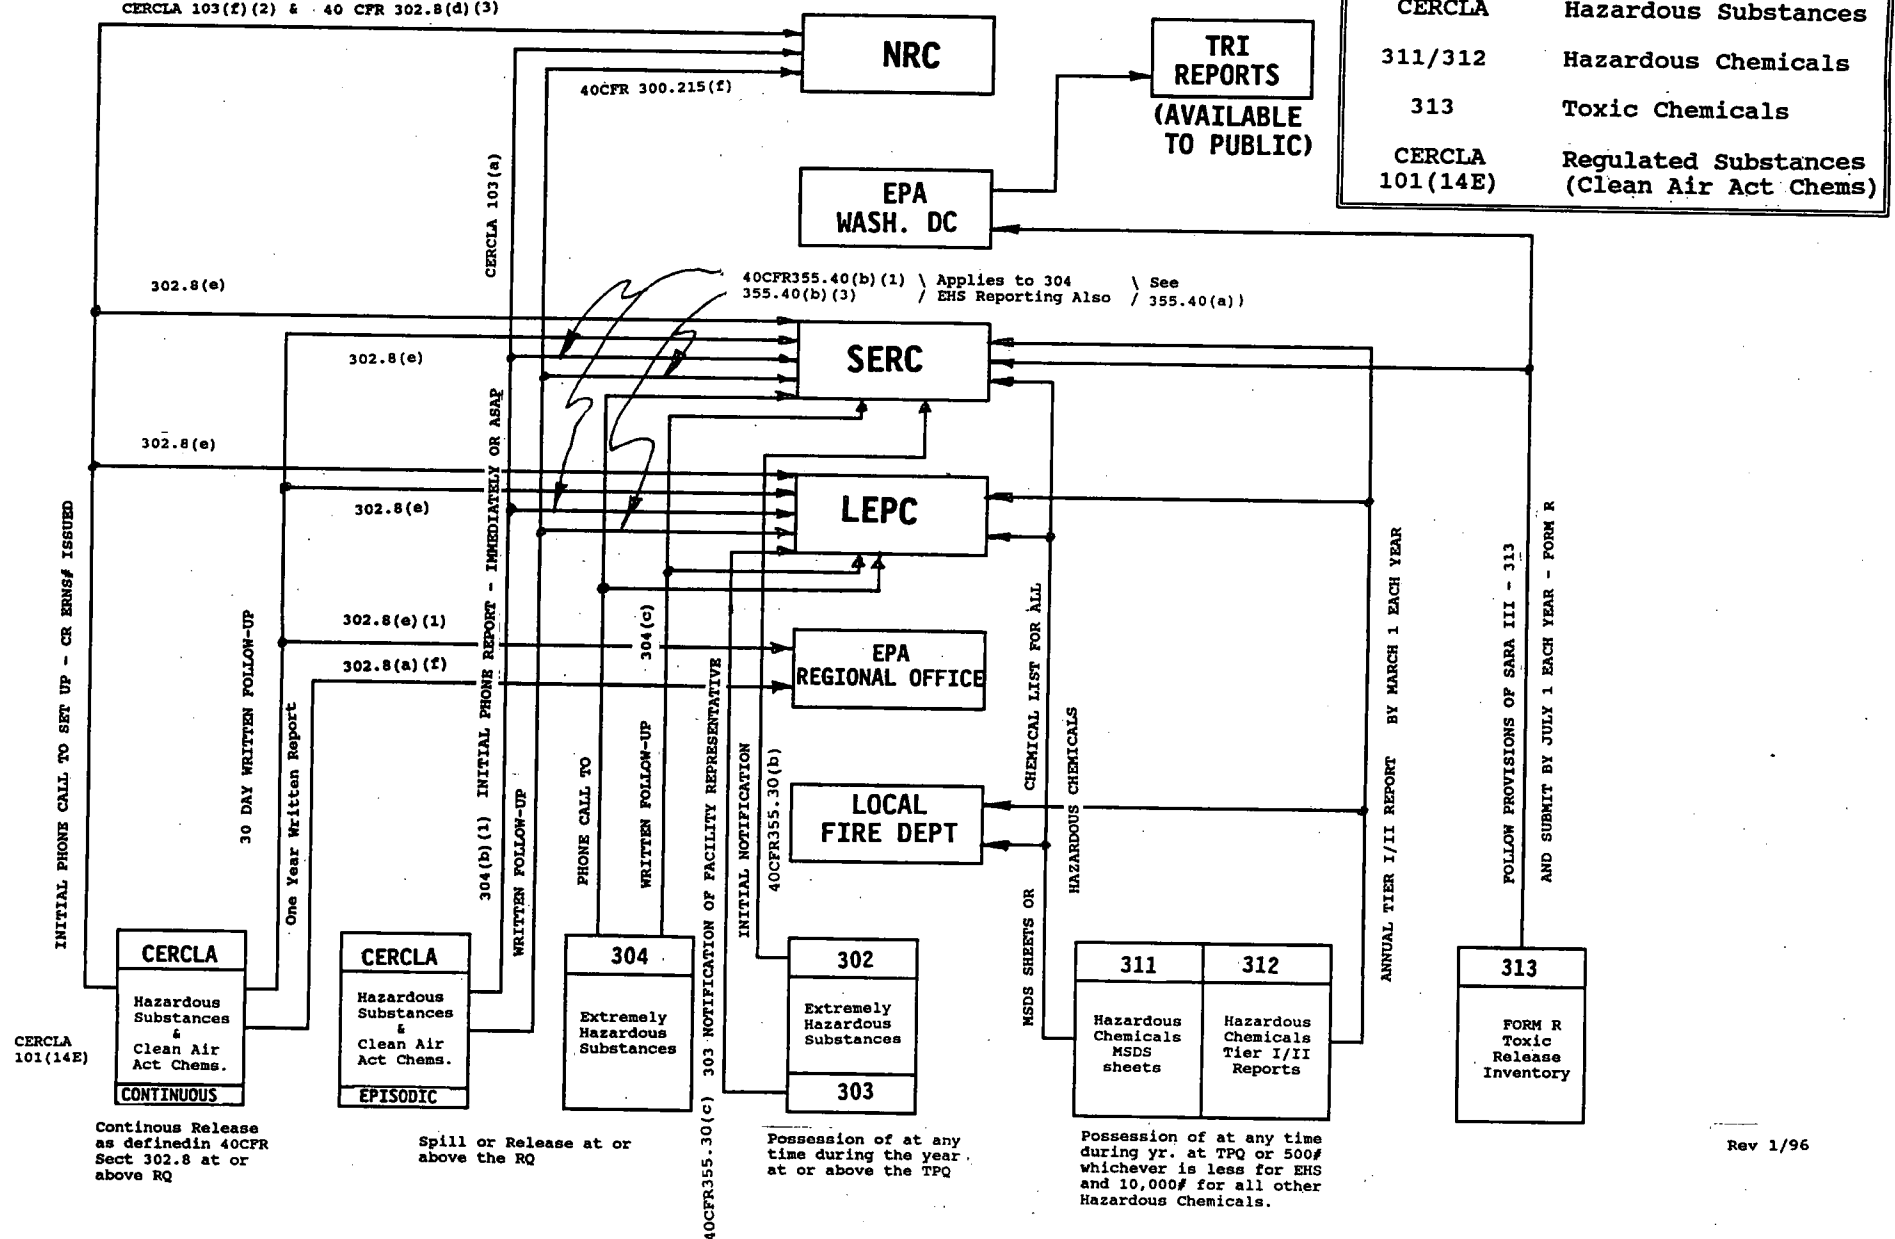 CERCLA 103(f)(2) & 40 CFR 302.8(d)(3)
NRC
40CFR 300.215(f)
TRI
REPORTS
(AVAILABLE
TO PUBLIC)
CERCLA Hazardous Substances
311/312 Hazardous Chemicals
313 Toxic Chemicals
CERCLA Regulated Substances
101(14E) (Clean Air Act Chems)
EPA
WASH. DC
CERCLA 103(a)
302.8(e)
40CFR355.40(b)(1) \ Applies to 304 \ See
355.40(b)(3) / EHS Reporting Also / 355.40(a))
302.8(e)
SERC
302.8(e)
302.8(e)
LEPC
302.8(e)(1)
302.8(a)(f)
EPA
REGIONAL OFFICE
LOCAL
FIRE DEPT
INITIAL PHONE CALL TO SET UP - CR ERNS# ISSUED
30 DAY WRITTEN FOLLOW-UP
One Year Written Report
304(b)(1) INITIAL PHONE REPORT - IMMEDIATELY OR ASAP
WRITTEN FOLLOW-UP
PHONE CALL TO
WRITTEN FOLLOW-UP 304(c)
40CFR355.30(c) 303 NOTIFICATION OF FACILITY REPRESENTATIVE
INITIAL NOTIFICATION
40CFR355.30(b)
MSDS SHEETS OR CHEMICAL LIST FOR ALL
HAZARDOUS CHEMICALS
ANNUAL TIER I/II REPORT BY MARCH 1 EACH YEAR
FOLLOW PROVISIONS OF SARA III - 313
AND SUBMIT BY JULY 1 EACH YEAR - FORM R
CERCLA
101(14E)
CERCLA
Hazardous
Substances
&
Clean Air
Act Chems.
CONTINUOUS
Continous Release
as definedin 40CFR
Sect 302.8 at or
above RQ
CERCLA
Hazardous
Substances
&
Clean Air
Act Chems.
EPISODIC
Spill or Release at or
above the RQ
304
Extremely
Hazardous
Substances
302
Extremely
Hazardous
Substances
303
Possession of at any
time during the year
at or above the TPQ
311
Hazardous
Chemicals
MSDS
sheets
312
Hazardous
Chemicals
Tier I/II
Reports
Possession of at any time
during yr. at TPQ or 500#
whichever is less for EHS
and 10,000# for all other
Hazardous Chemicals.
313
FORM R
Toxic
Release
Inventory
Rev 1/96